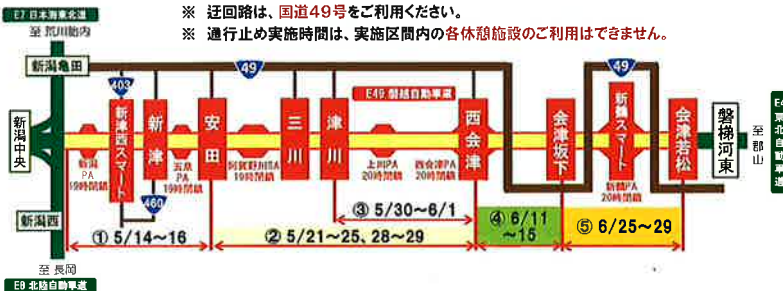 ※ 迂回路は、国道49号をご利用ください。
※ 通行止め実施時間は、実施区間内の各休憩施設のご利用はできません。
E7 日本海東北道
至 荒川胎内
新潟亀田
49
49
403
E49 磐越自動車道
新潟中央
新津西スマート
新津
安田
三川
津川
西会津
会津坂下
新鶴スマート
会津若松
磐梯河東
至郡山
東北自動車道
新潟PA
19時閉鎖
五泉PA
19時閉鎖
阿賀野川SA
19時閉鎖
上川PA
20時閉鎖
西会津PA
20時閉鎖
新鶴PA
20時閉鎖
460
新潟西
① 5/14~16
② 5/21~25、28~29
③ 5/30~6/1
④ 6/11
~15
⑤ 6/25~29
至 長岡
E8 北陸自動車道